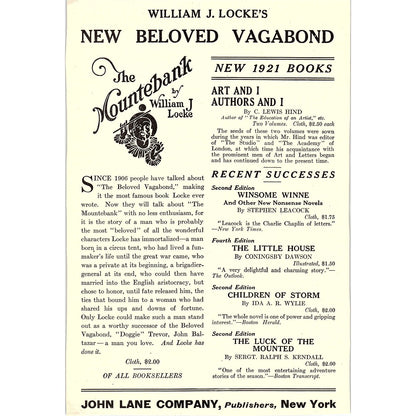 WILLIAM J. LOCKE'S
NEW BELOVED VAGABOND
The
Mountebank
by
William J
Locke
SINCE 1906 people have talked about
"The Beloved Vagabond," making
it the most famous book Locke ever
wrote. Now they will talk about "The
Mountebank" with no less enthusiasm, for
it is the story of a man who is probably
the most "beloved" of all the wonderful
characters Locke has immortalized—a man
born in a circus tent, who had lived a fun-
maker's life until the great war came, who
was a private at its beginning, a brigadier-
general at its end, who could then have
married into the English aristocracy, but
chose to honor, until fate released him, the
ties that bound him to a woman who had
shared his ups and downs of fortune.
Only Locke could make such a man stand
out as a worthy successor of the Beloved
Vagabond, "Doggie" Trevor, John Bal-
tazar—a man you love. And Locke has
done it.
Cloth, $2.00
OF ALL BOOKSELLERS
NEW 1921 BOOKS
ART AND I
AUTHORS AND I
By C. LEWIS HIND
Author of "The Education of an Artist," etc.
Two Volumes. Cloth, $2.50 each
The seeds of these two volumes were sown
during the years in which Mr. Hind was editor
of "The Studio" and "The Academy" of
London, at which time his acquaintance with
the prominent men of Art and Letters began
and has continued down to the present.
RECENT SUCCESSES
Second Edition
WINSOME WINNE
And Other New Nonsense Novels
By STEPHEN LEACOCK
Cloth, $1.75
"Leacock is the Charlie Chaplin of letters."
—New York Times.
Fourth Edition
THE LITTLE HOUSE
By CONINGSBY DAWSON
Illustrated, $1.50
"A very delightful and charming story."—
The Outlook.
Second Edition
CHILDREN OF STORM
By IDA A. R. WYLIE
Cloth, $2.00
"The whole novel is one of power and gripping
interest."—Boston Herald.
Second Edition
THE LUCK OF THE
MOUNTED
By SERGT. RALPH S. KENDALL
Cloth, $2.00
"One of the most entertaining adventure
stories of the season."—Boston Transcript.
JOHN LANE COMPANY, Publishers, New York